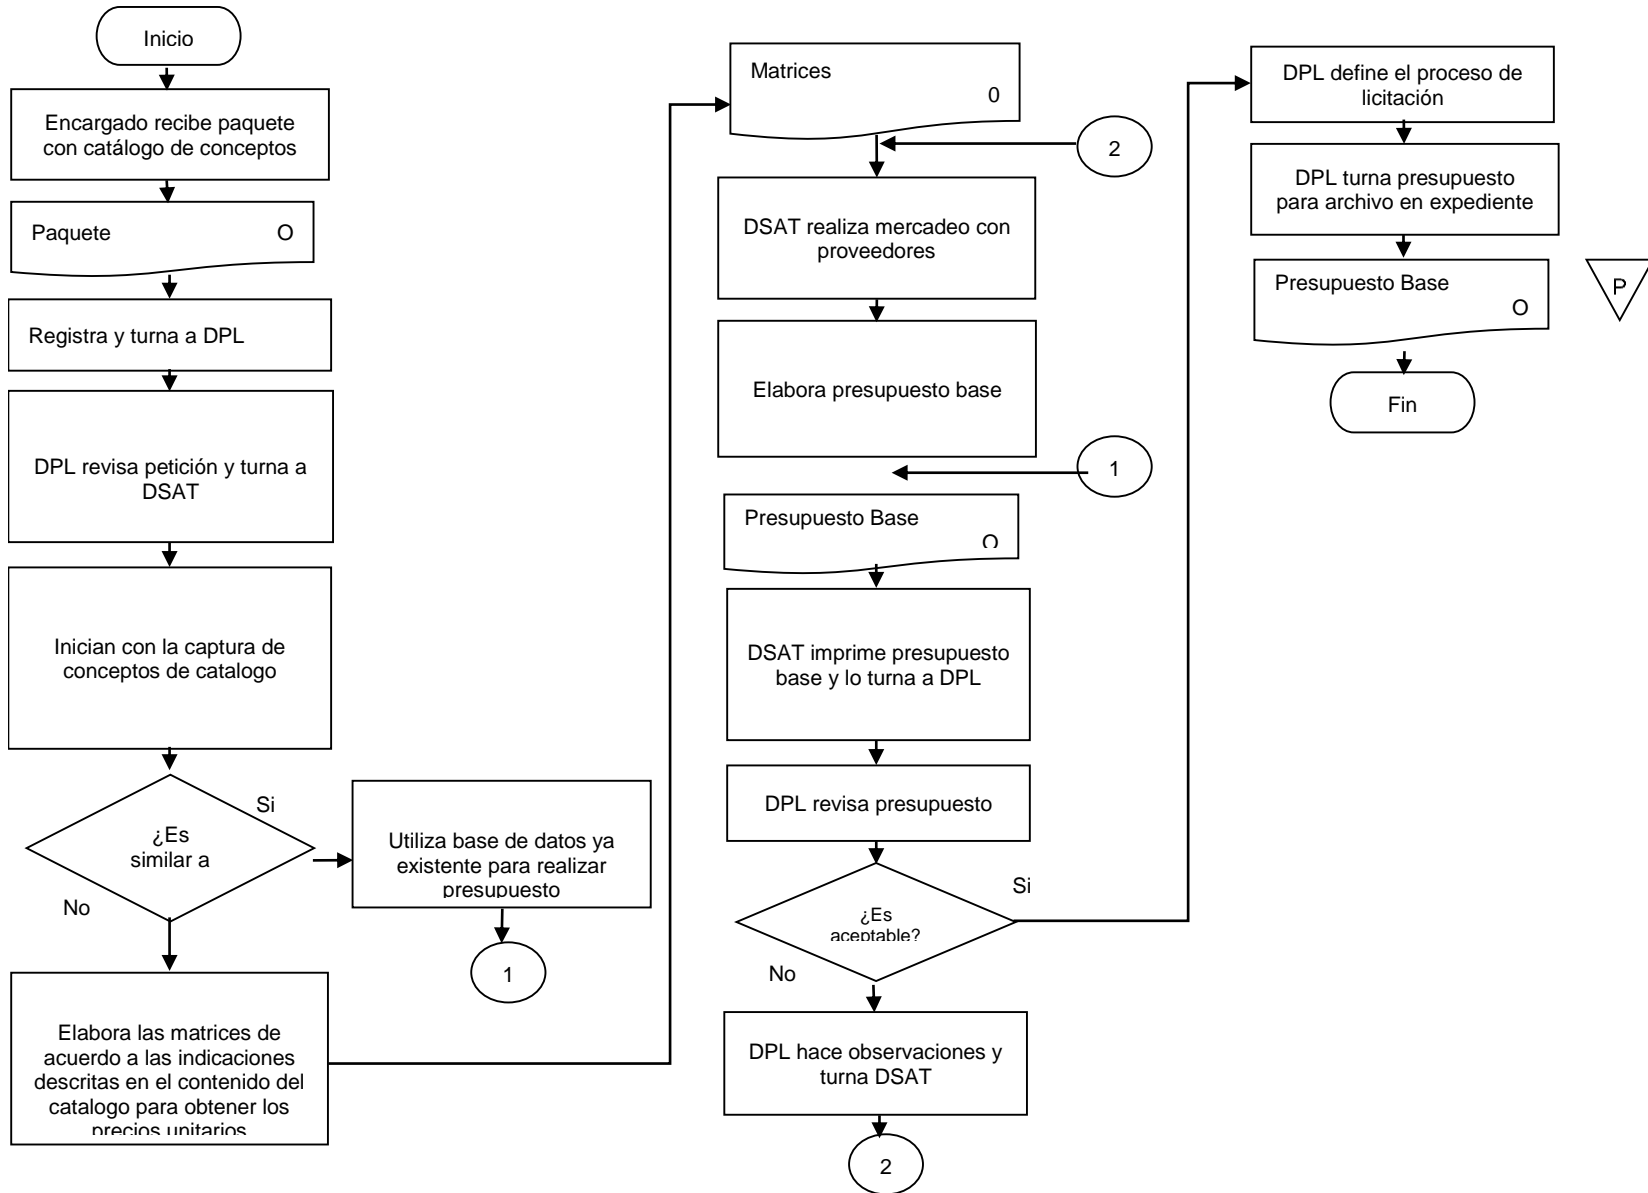 Inicio
Encargado recibe paquete
con catálogo de conceptos
Paquete O
Registra y turna a DPL
DPL revisa petición y turna a
DSAT
Inician con la captura de
conceptos de catalogo
¿Es
similar a
Si
No
Utiliza base de datos ya
existente para realizar
presupuesto
1
Elabora las matrices de
acuerdo a las indicaciones
descritas en el contenido del
catalogo para obtener los
precios unitarios
Matrices
0
2
DSAT realiza mercadeo con
proveedores
Elabora presupuesto base
1
Presupuesto Base
O
DSAT imprime presupuesto
base y lo turna a DPL
DPL revisa presupuesto
¿Es
aceptable?
Si
No
DPL hace observaciones y
turna DSAT
2
DPL define el proceso de
licitación
DPL turna presupuesto
para archivo en expediente
Presupuesto Base
O
P
Fin